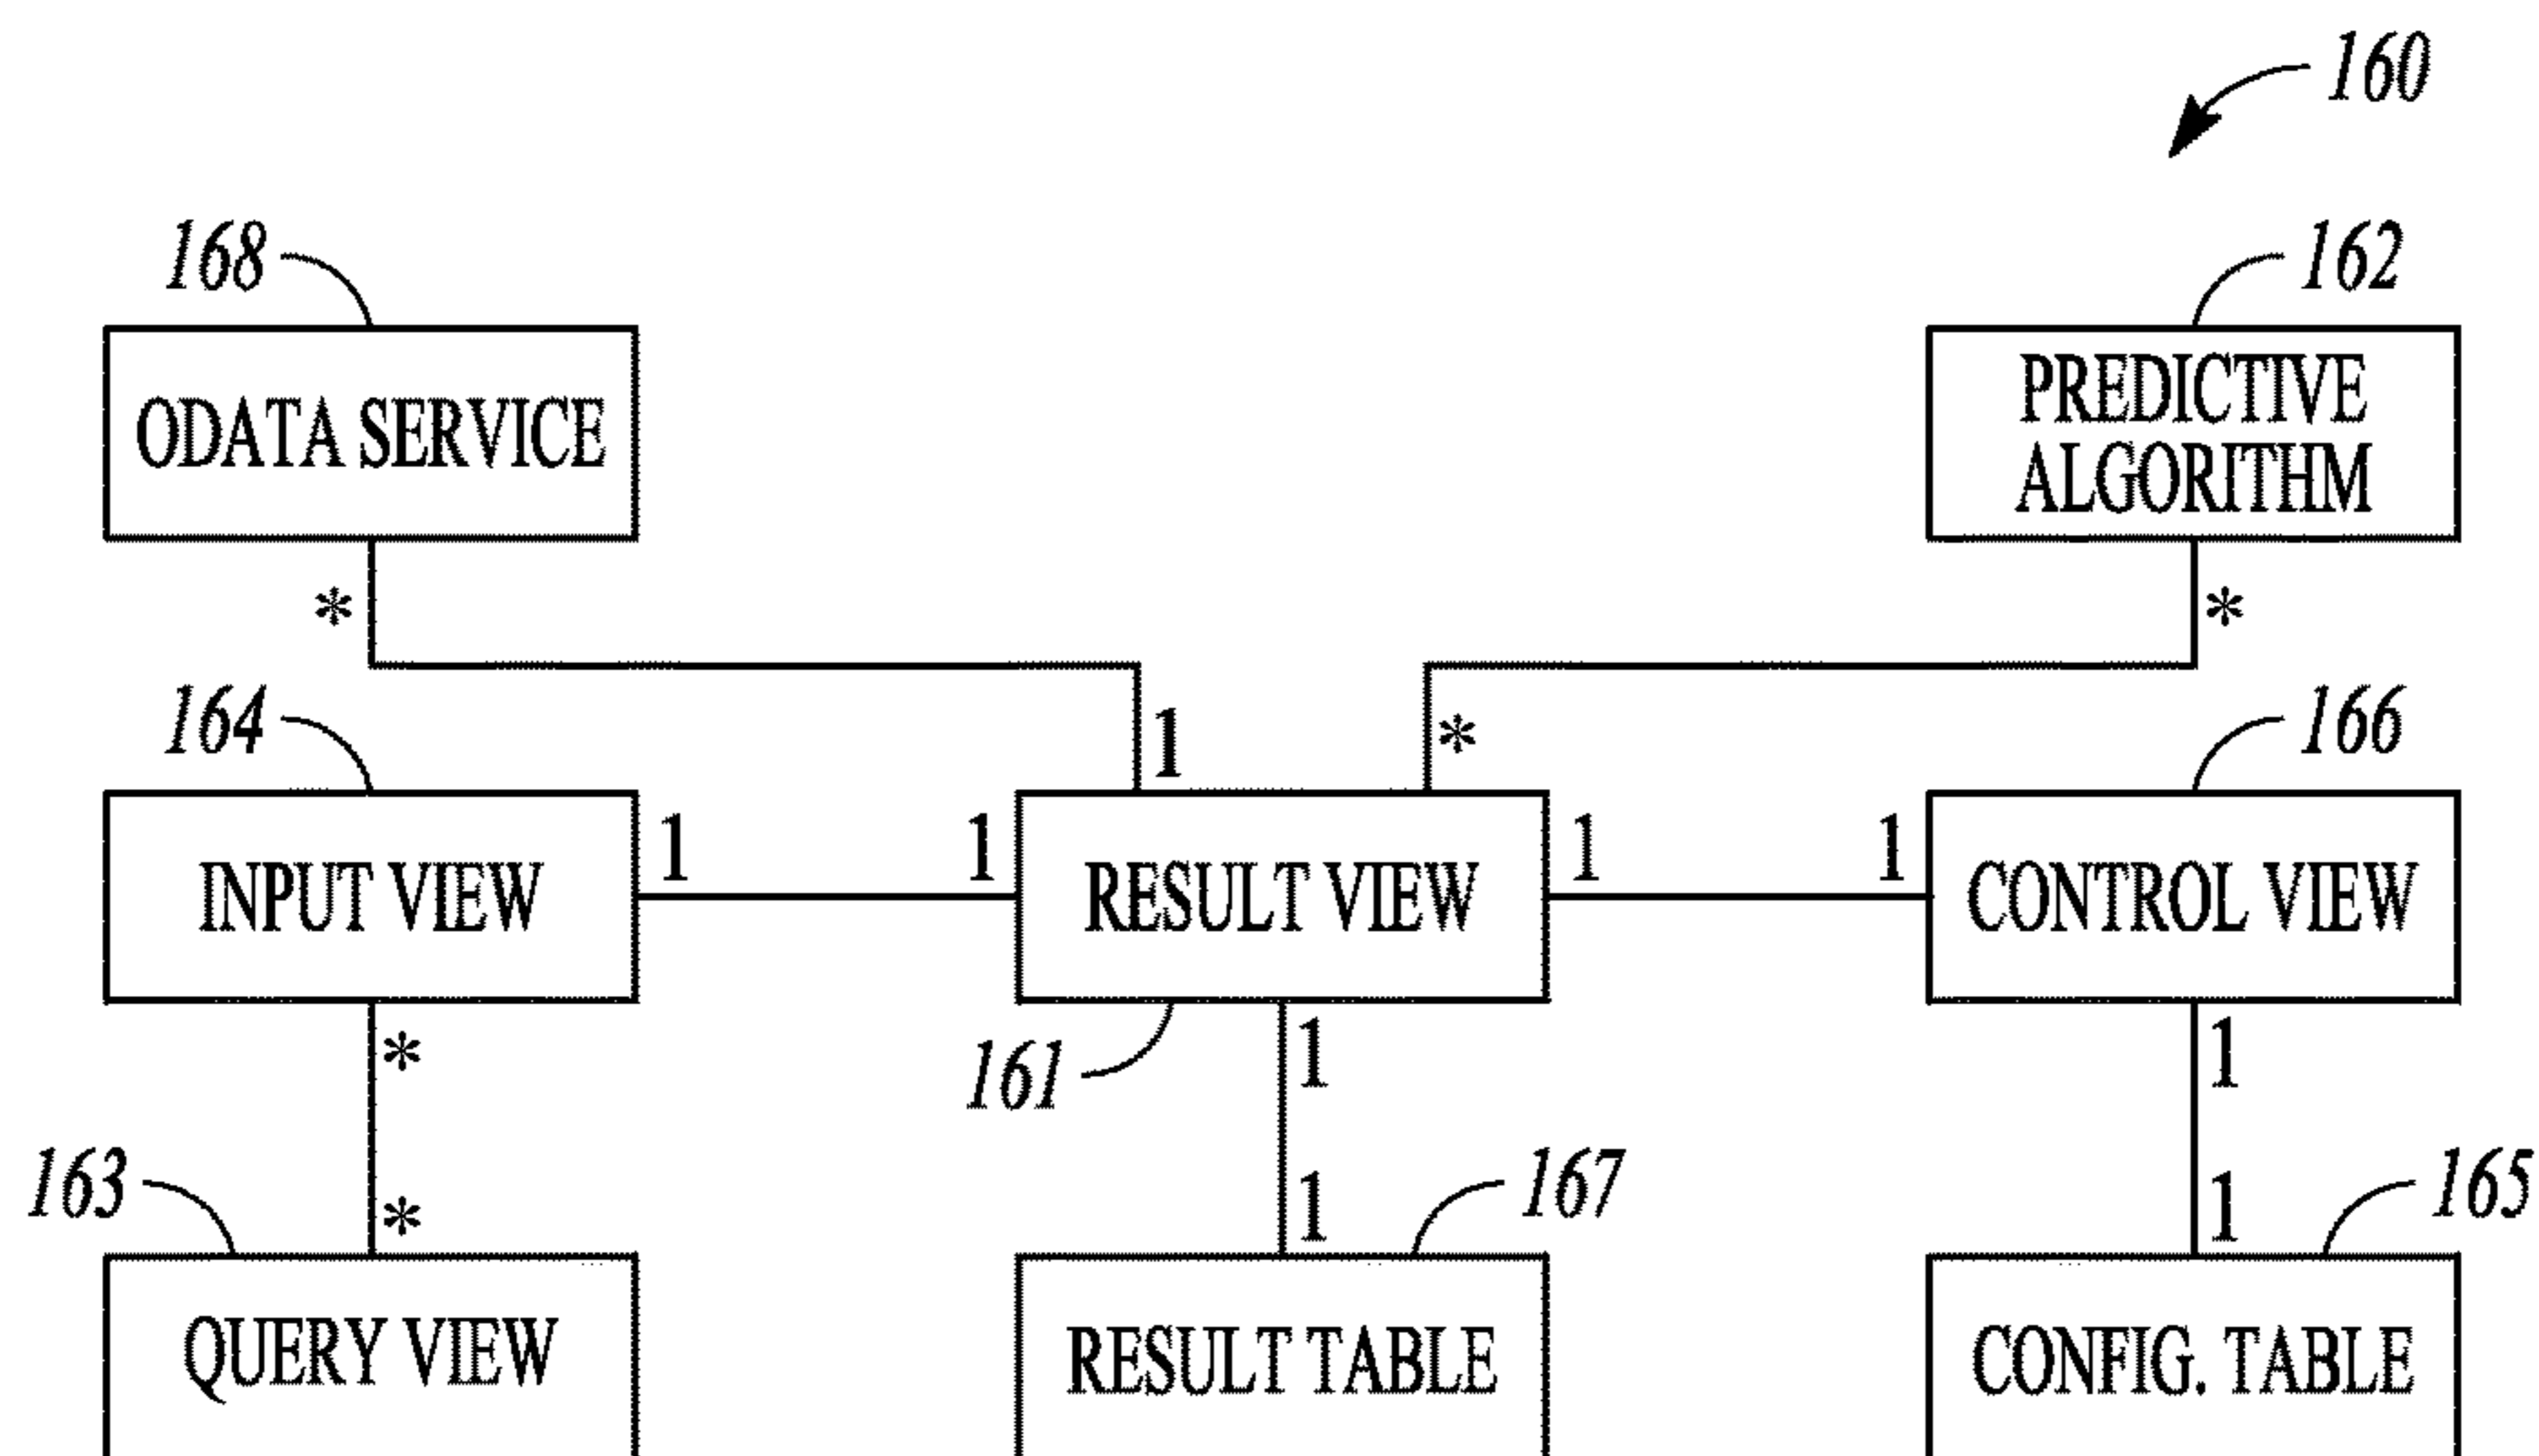 160
168
162
ODATA SERVICE
PREDICTIVE
ALGORITHM
*
*
164
1
*
166
1
1
1
1
INPUT VIEW
RESULT VIEW
CONTROL VIEW
*
161
1
1
163
*
1
167
1
165
QUERY VIEW
RESULT TABLE
CONFIG. TABLE